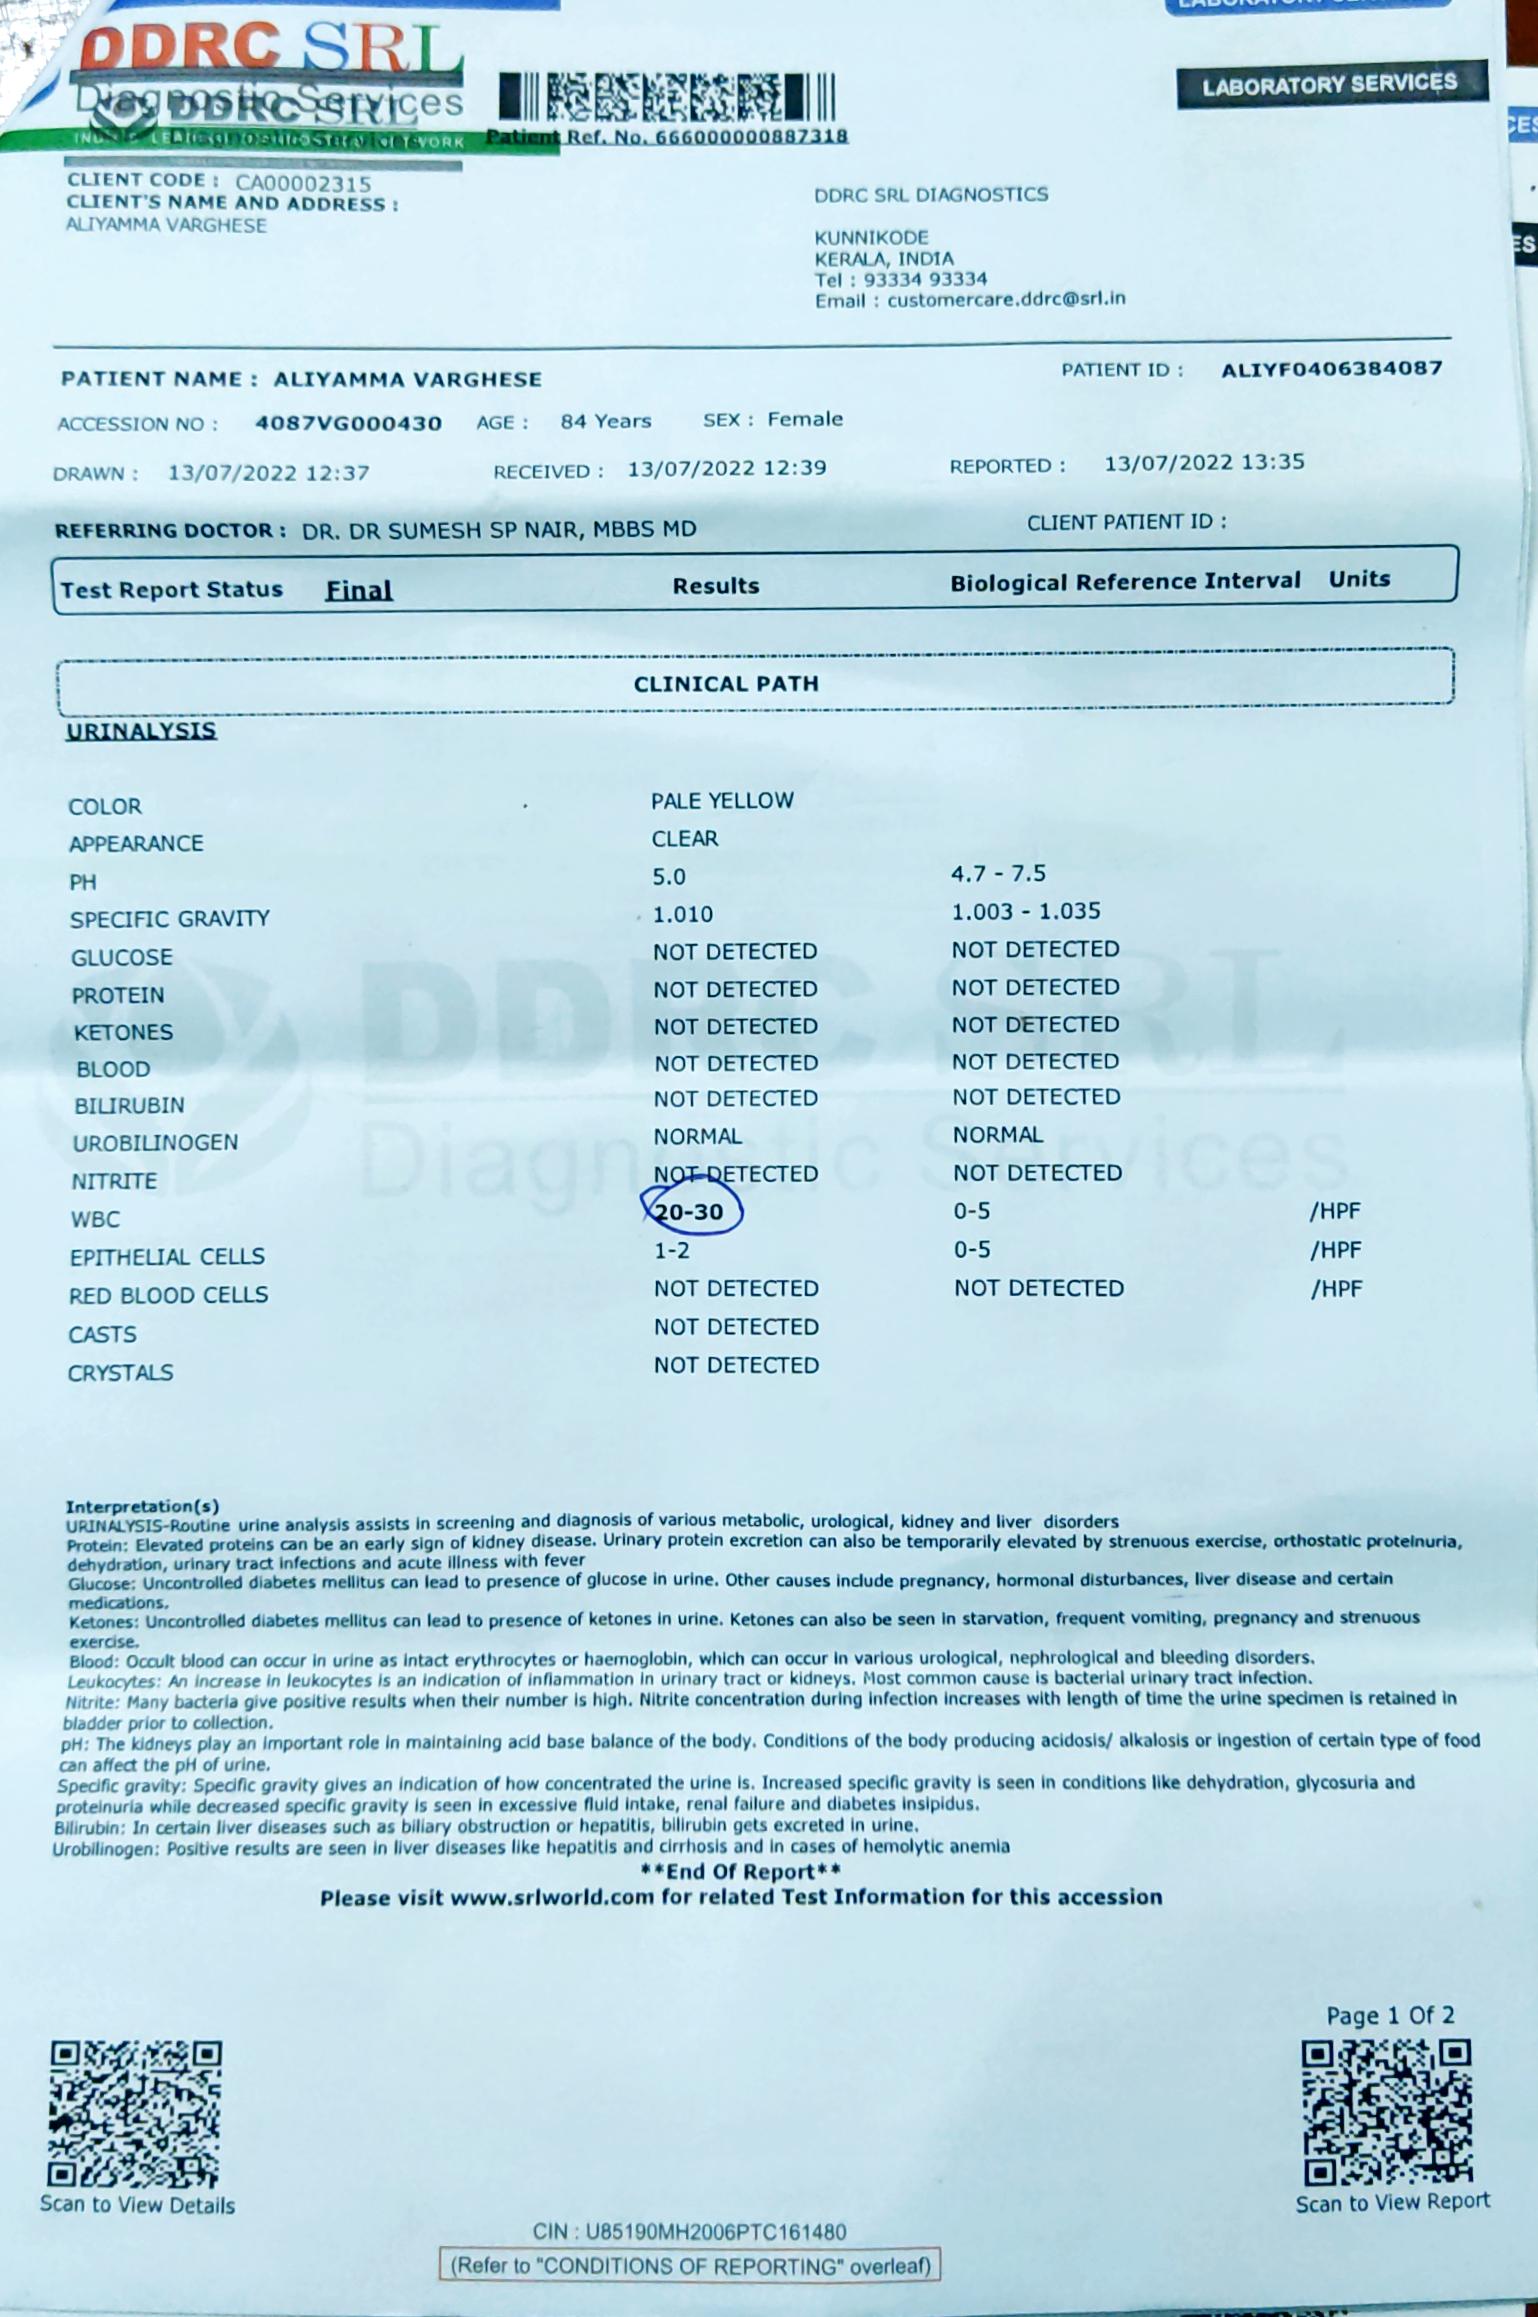 LABORATORY SERVICES
DDRC SRL
Diagnostic Services
DDRC SRL
Diagnostic Services
LABORATORY SERVICES
Patient Ref. No. 666000000887318
CLIENT CODE : CA00002315
CLIENT'S NAME AND ADDRESS :
ALIYAMMA VARGHESE
DDRC SRL DIAGNOSTICS
KUNNIKODE
KERALA, INDIA
Tel : 93334 93334
Email : customercare.ddrc@srl.in
PATIENT NAME : ALIYAMMA VARGHESE PATIENT ID : ALIYF0406384087
ACCESSION NO : 4087VG000430 AGE : 84 Years SEX : Female
DRAWN : 13/07/2022 12:37 RECEIVED : 13/07/2022 12:39 REPORTED : 13/07/2022 13:35
REFERRING DOCTOR : DR. DR SUMESH SP NAIR, MBBS MD CLIENT PATIENT ID :
Test Report Status Final Results Biological Reference Interval Units
CLINICAL PATH
URINALYSIS
COLOR PALE YELLOW
APPEARANCE CLEAR
PH 5.0 4.7 - 7.5
SPECIFIC GRAVITY 1.010 1.003 - 1.035
GLUCOSE NOT DETECTED NOT DETECTED
PROTEIN NOT DETECTED NOT DETECTED
KETONES NOT DETECTED NOT DETECTED
BLOOD NOT DETECTED NOT DETECTED
BILIRUBIN NOT DETECTED NOT DETECTED
UROBILINOGEN NORMAL NORMAL
NITRITE NOT DETECTED NOT DETECTED
WBC 20-30 0-5 /HPF
EPITHELIAL CELLS 1-2 0-5 /HPF
RED BLOOD CELLS NOT DETECTED NOT DETECTED /HPF
CASTS NOT DETECTED
CRYSTALS NOT DETECTED
DDRC SRL
Diagnostic Services
Interpretation(s)
URINALYSIS-Routine urine analysis assists in screening and diagnosis of various metabolic, urological, kidney and liver disorders
Protein: Elevated proteins can be an early sign of kidney disease. Urinary protein excretion can also be temporarily elevated by strenuous exercise, orthostatic proteinuria,
dehydration, urinary tract infections and acute illness with fever
Glucose: Uncontrolled diabetes mellitus can lead to presence of glucose in urine. Other causes include pregnancy, hormonal disturbances, liver disease and certain
medications.
Ketones: Uncontrolled diabetes mellitus can lead to presence of ketones in urine. Ketones can also be seen in starvation, frequent vomiting, pregnancy and strenuous
exercise.
Blood: Occult blood can occur in urine as intact erythrocytes or haemoglobin, which can occur in various urological, nephrological and bleeding disorders.
Leukocytes: An increase in leukocytes is an indication of inflammation in urinary tract or kidneys. Most common cause is bacterial urinary tract infection.
Nitrite: Many bacteria give positive results when their number is high. Nitrite concentration during infection increases with length of time the urine specimen is retained in
bladder prior to collection.
pH: The kidneys play an important role in maintaining acid base balance of the body. Conditions of the body producing acidosis/ alkalosis or ingestion of certain type of food
can affect the pH of urine.
Specific gravity: Specific gravity gives an indication of how concentrated the urine is. Increased specific gravity is seen in conditions like dehydration, glycosuria and
proteinuria while decreased specific gravity is seen in excessive fluid intake, renal failure and diabetes insipidus.
Bilirubin: In certain liver diseases such as biliary obstruction or hepatitis, bilirubin gets excreted in urine.
Urobilinogen: Positive results are seen in liver diseases like hepatitis and cirrhosis and in cases of hemolytic anemia
**End Of Report**
Please visit www.srlworld.com for related Test Information for this accession
Page 1 Of 2
Scan to View Details
Scan to View Report
CIN : U85190MH2006PTC161480
(Refer to "CONDITIONS OF REPORTING" overleaf)